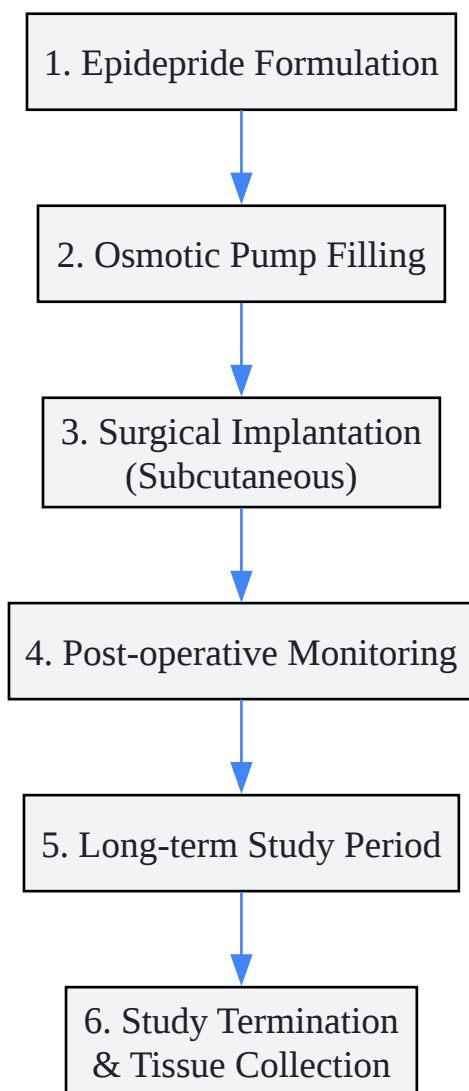 1. Epidepride Formulation
2. Osmotic Pump Filling
3. Surgical Implantation
(Subcutaneous)
4. Post-operative Monitoring
5. Long-term Study Period
6. Study Termination
& Tissue Collection